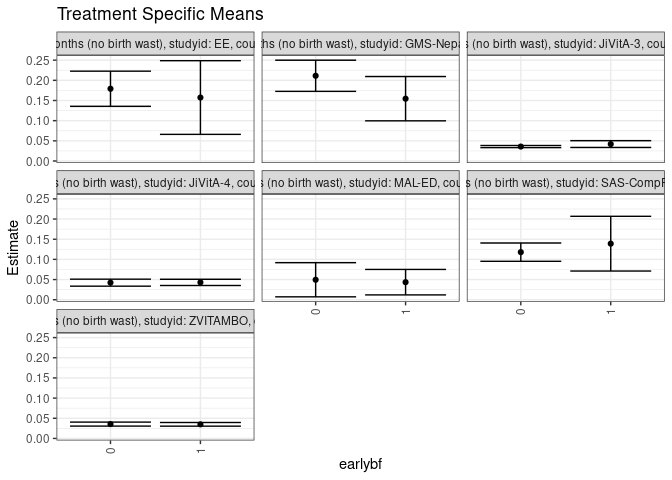 Treatment Specific Means
onths (no birth wast), studyid: EE, cou
ths (no birth wast), studyid: GMS-Nepa
s (no birth wast), studyid: JiVitA-3, cou
0.25
0.20
0.15
0.10
0.05
0.00
s (no birth wast), studyid: JiVitA-4, cou
(no birth wast), studyid: MAL-ED, cou
s (no birth wast), studyid: SAS-CompF
0.25
0.20
0.15
0.10
0.05
0.00
0
1
0
1
s (no birth wast), studyid: ZVITAMBO,
0.25
0.20
0.15
0.10
0.05
0.00
0
1
Estimate
earlybf